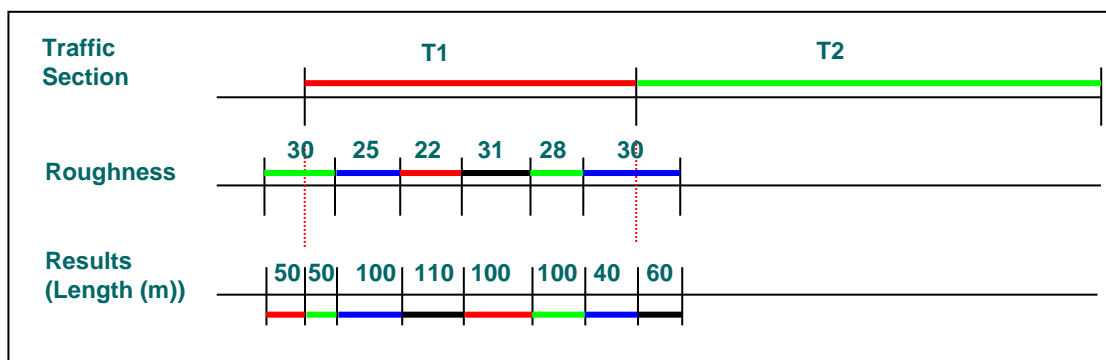 Traffic
Section
T1
T2
Roughness
30 25 22 31 28 30
Results
(Length (m))
50 50 100 110 100 100 40 60